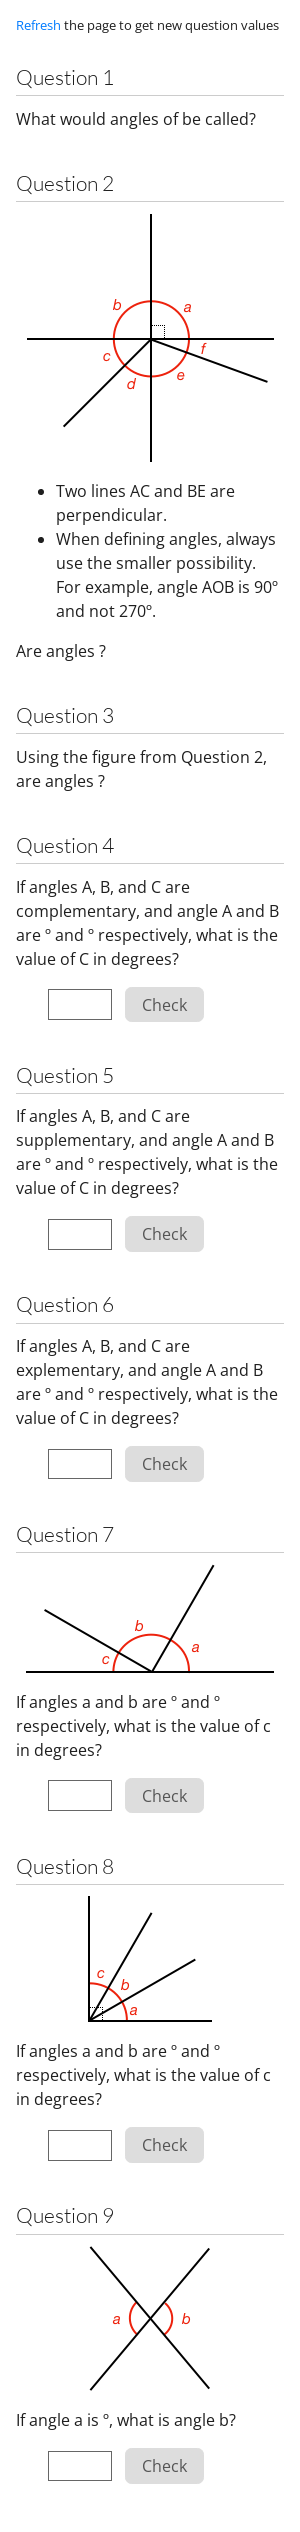 Refresh the page to get new question values
Question 1
What would angles of be called?
Question 2
b
a
c
f
d
e
Two lines AC and BE are
perpendicular.
When defining angles, always
use the smaller possibility.
For example, angle AOB is 90º
and not 270º.
Are angles ?
Question 3
Using the figure from Question 2,
are angles ?
Question 4
If angles A, B, and C are
complementary, and angle A and B
are º and º respectively, what is the
value of C in degrees?
Check
Question 5
If angles A, B, and C are
supplementary, and angle A and B
are º and º respectively, what is the
value of C in degrees?
Check
Question 6
If angles A, B, and C are
explementary, and angle A and B
are º and º respectively, what is the
value of C in degrees?
Check
Question 7
b
a
c
If angles a and b are º and º
respectively, what is the value of c
in degrees?
Check
Question 8
c
b
a
If angles a and b are º and º
respectively, what is the value of c
in degrees?
Check
Question 9
a
b
If angle a is º, what is angle b?
Check